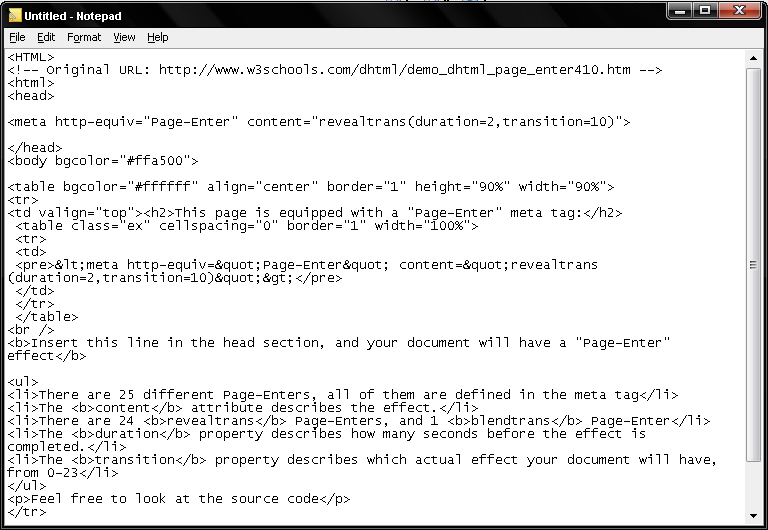 Untitled - Notepad
File Edit Format View Help
<HTML>
<!-- Original URL: http://www.w3schools.com/dhtml/demo_dhtml_page_enter410.htm -->
<html>
<head>
<meta http-equiv="Page-Enter" content="revealtrans(duration=2,transition=10)">
</head>
<body bgcolor="#ffa500">
<table bgcolor="#ffffff" align="center" border="1" height="90%" width="90%">
<tr>
<td valign="top"><h2>This page is equipped with a "Page-Enter" meta tag:</h2>
<table class="ex" cellspacing="0" border="1" width="100%">
<tr>
<td>
<pre>&lt;meta http-equiv=&quot;Page-Enter&quot; content=&quot;revealtrans
(duration=2,transition=10)&quot;&gt;</pre>
</td>
</tr>
</table>
<br />
<b>Insert this line in the head section, and your document will have a "Page-Enter"
effect</b>
<ul>
<li>There are 25 different Page-Enters, all of them are defined in the meta tag</li>
<li>The <b>content</b> attribute describes the effect.</li>
<li>There are 24 <b>revealtrans</b> Page-Enters, and 1 <b>blendtrans</b> Page-Enter</li>
<li>The <b>duration</b> property describes how many seconds before the effect is
completed.</li>
<li>The <b>transition</b> property describes which actual effect your document will have,
from 0-23</li>
</ul>
<p>Feel free to look at the source code</p>
</tr>